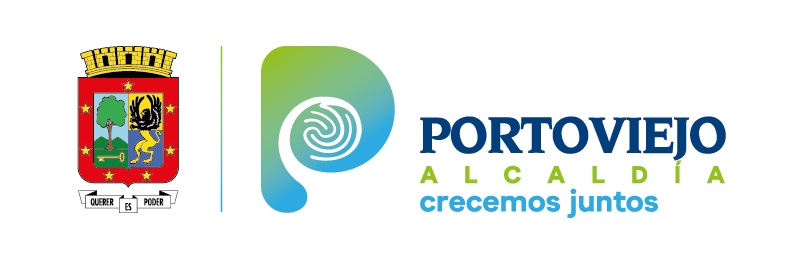 QUERER ES PODER
PORTOVIEJO
ALCALDÍA
crecemos juntos